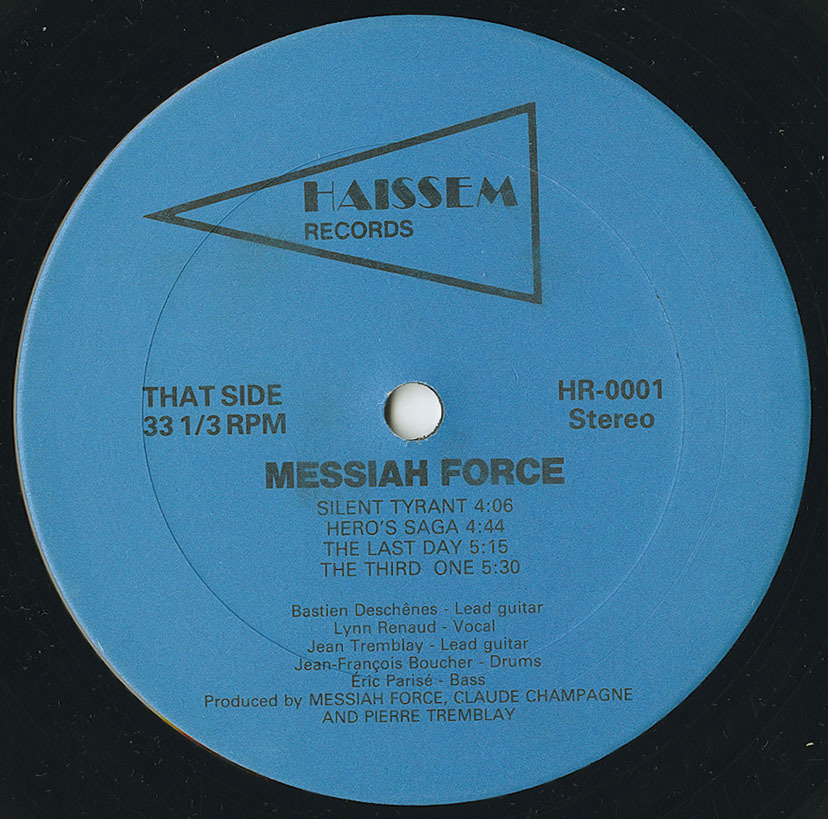 HAISSEM
RECORDS
THAT SIDE
33 1/3 RPM
HR-0001
Stereo
MESSIAH FORCE
SILENT TYRANT 4:06
HERO'S SAGA 4:44
THE LAST DAY 5:15
THE THIRD ONE 5:30
Bastien Deschênes - Lead guitar
Lynn Renaud - Vocal
Jean Tremblay - Lead guitar
Jean-François Boucher - Drums
Éric Parisé - Bass
Produced by MESSIAH FORCE, CLAUDE CHAMPAGNE
AND PIERRE TREMBLAY